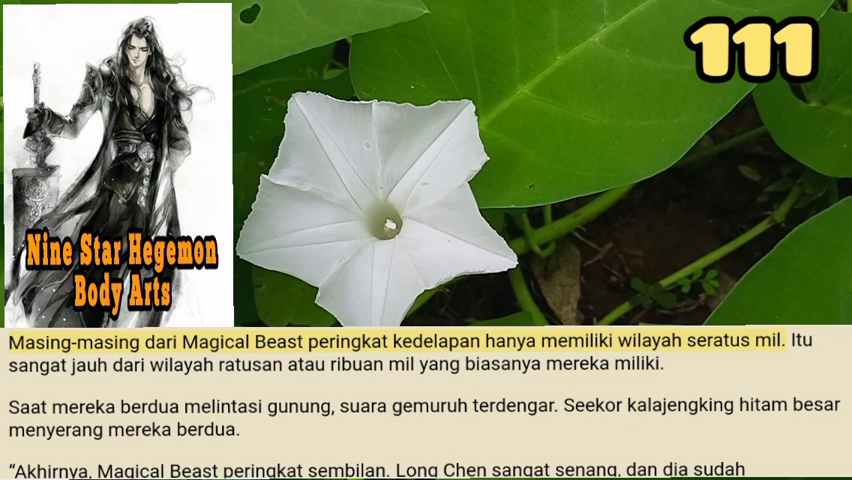 111
Nine Star Hegemon
Body Arts
Masing-masing dari Magical Beast peringkat kedelapan hanya memiliki wilayah seratus mil. Itu
sangat jauh dari wilayah ratusan atau ribuan mil yang biasanya mereka miliki.
Saat mereka berdua melintasi gunung, suara gemuruh terdengar. Seekor kalajengking hitam besar
menyerang mereka berdua.
“Akhirnya, Magical Beast peringkat sembilan. Long Chen sangat senang, dan dia sudah